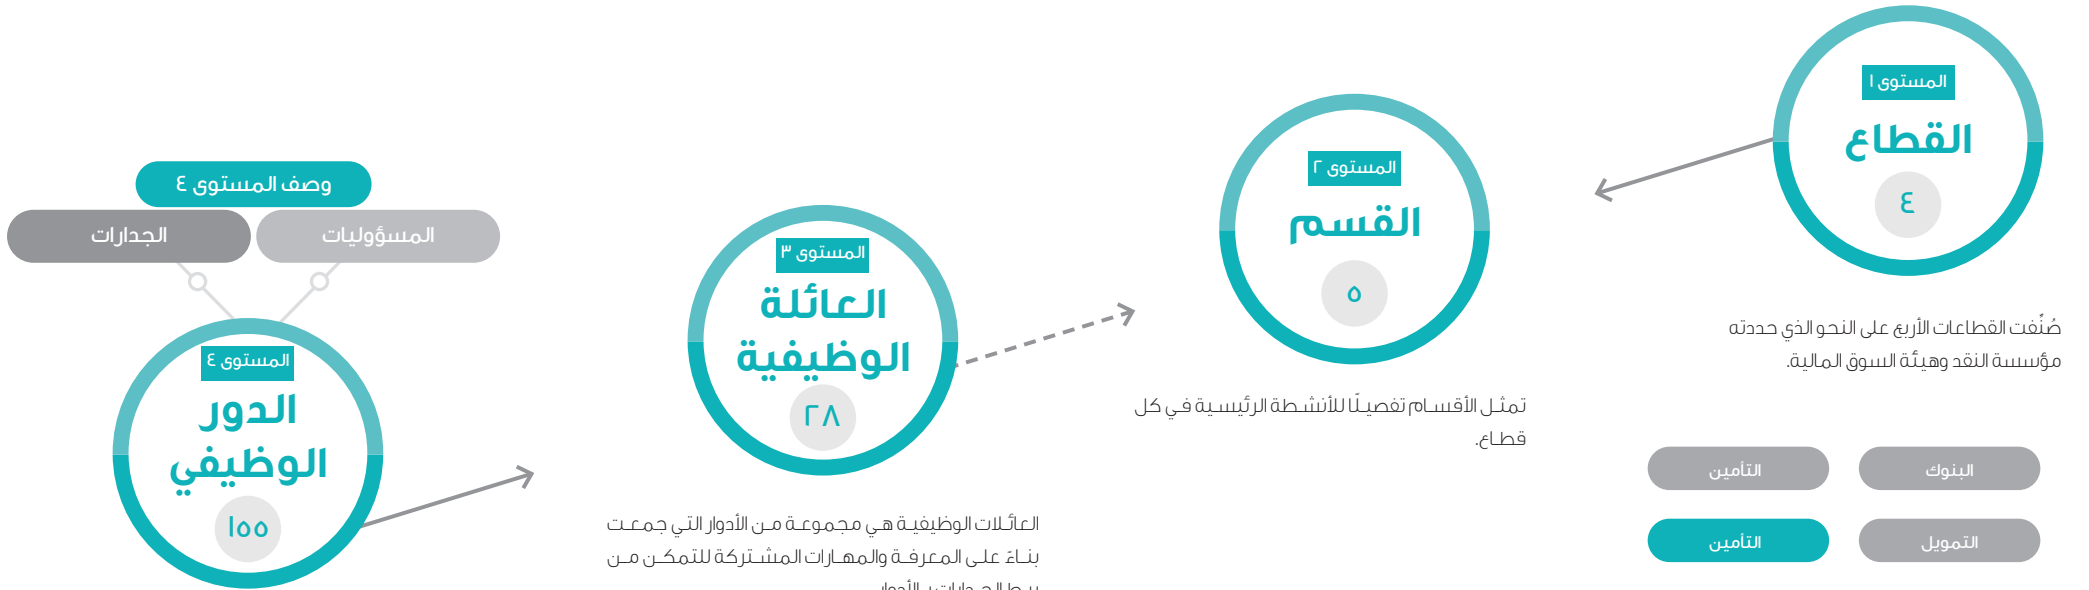 المستوى ١
القطاع
٤
صُنِّفت القطاعات الأربع على النحو الذي حددته
مؤسسة النقد وهيئة السوق المالية.
البنوك
التأمين
التمويل
التأمين
المستوى ٢
القسم
٥
تمثل الأقسام تفصيلًا للأنشطة الرئيسية في كل
قطاع.
المستوى ٣
العائلة
الوظيفية
٢٨
العائلات الوظيفية هي مجموعة من الأدوار التي جمعت
بناءً على المعرفة والمهارات المشتركة للتمكن من
وصف المستوى ٤
المسؤوليات
الجدارات
المستوى ٤
الدور
الوظيفي
١٥٥